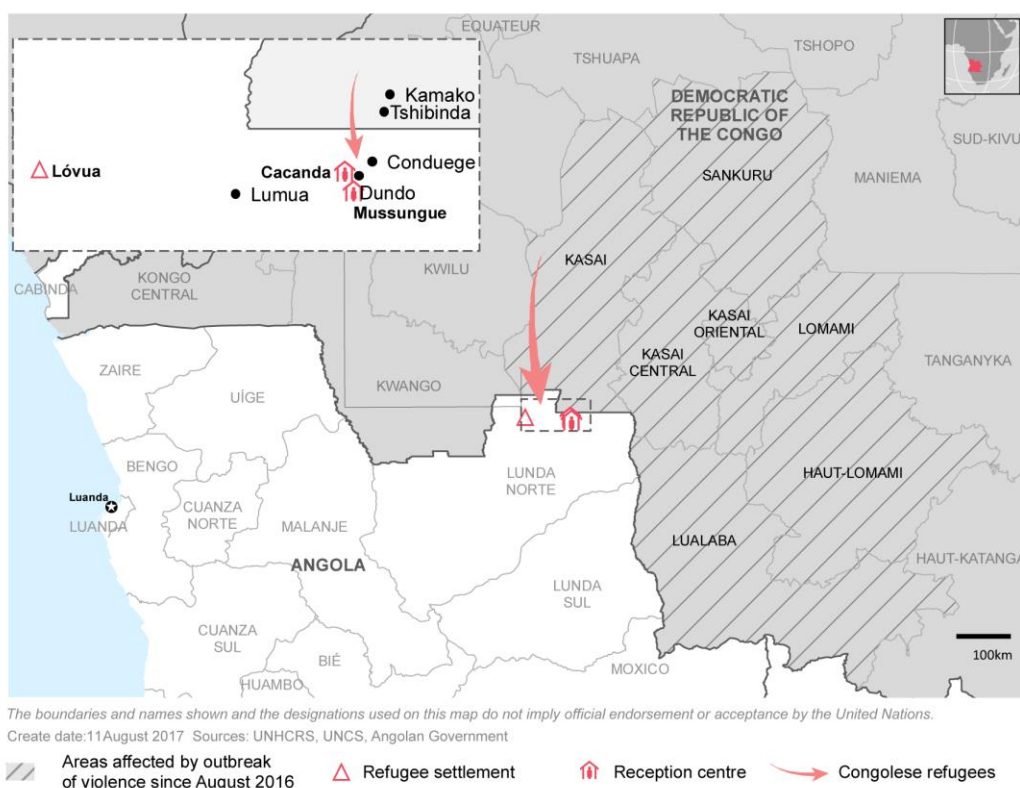 EQUATEUR
TSHUAPA
TSHOPO
DEMOCRATIC
REPUBLIC OF
THE CONGO
SUD-KIVU
MANIEMA
SANKURU
Kamako
Tshibinda
Conduege
Cacanda
Lóvua
Lumua
Dundo
Mussungue
KWILU
KASAI
CABINDA
KONGO
CENTRAL
KASAI
ORIENTAL
LOMAMI
KASAI
CENTRAL
TANGANYKA
ZAIRE
KWANGO
UÍGE
BENGO
LUNDA
NORTE
HAUT-LOMAMI
Luanda
LUANDA
CUANZA
NORTE
MALANJE
LUALABA
HAUT-KATANGA
ANGOLA
LUNDA
SUL
CUANZA
SUL
BIÉ
HUAMBO
MOXICO
100km
The boundaries and names shown and the designations used on this map do not imply official endorsement or acceptance by the United Nations.
Create date:11August 2017 Sources: UNHCRS, UNCS, Angolan Government
Areas affected by outbreak
of violence since August 2016
Refugee settlement
Reception centre
Congolese refugees